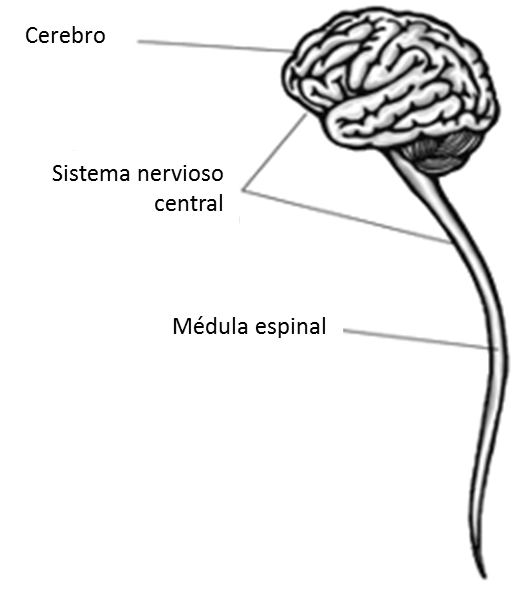 Cerebro
Sistema nervioso
central
Médula espinal